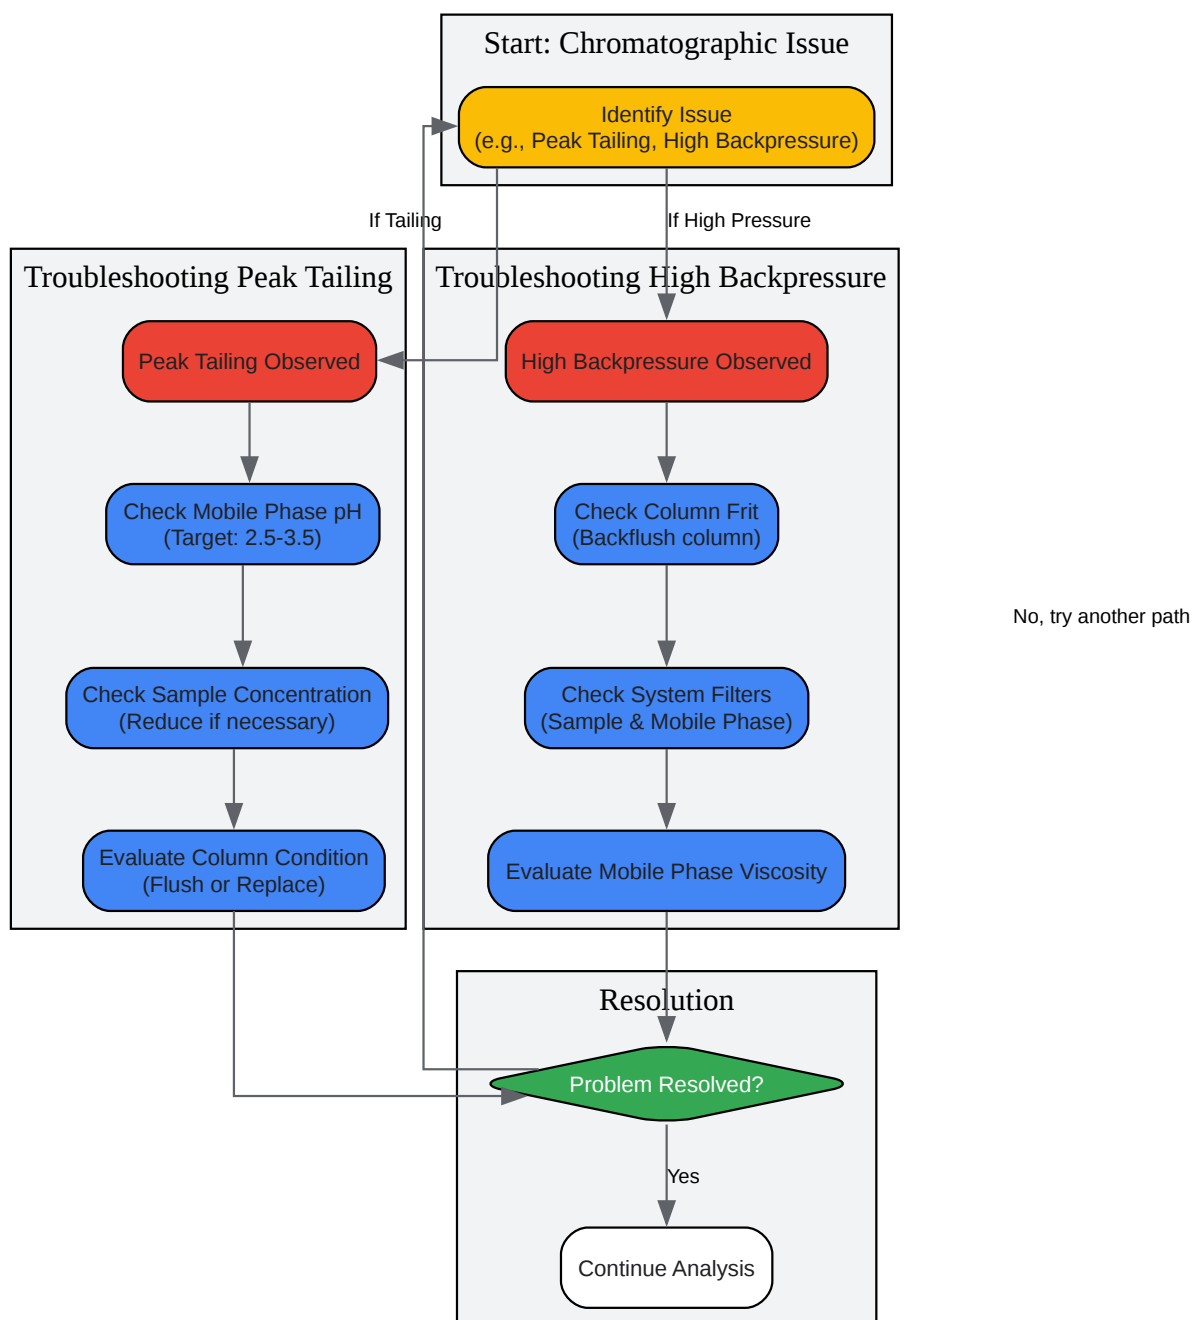 Start: Chromatographic Issue
Identify Issue
(e.g., Peak Tailing, High Backpressure)
If Tailing
If High Pressure
Troubleshooting Peak Tailing
Peak Tailing Observed
Check Mobile Phase pH
(Target: 2.5-3.5)
Check Sample Concentration
(Reduce if necessary)
Evaluate Column Condition
(Flush or Replace)
Troubleshooting High Backpressure
High Backpressure Observed
Check Column Frit
(Backflush column)
Check System Filters
(Sample & Mobile Phase)
Evaluate Mobile Phase Viscosity
No, try another path
Resolution
Problem Resolved?
Yes
Continue Analysis